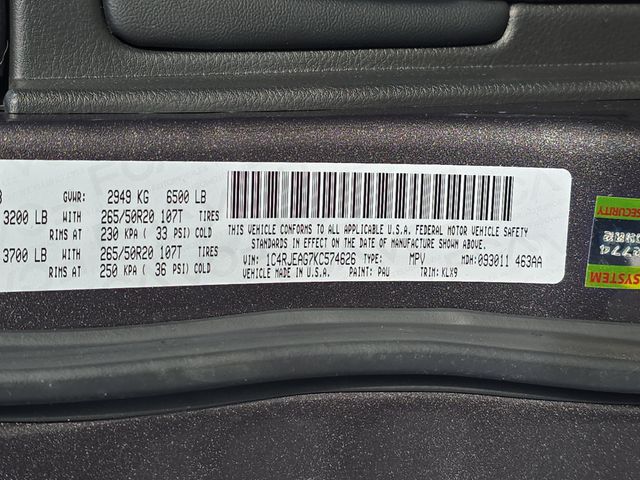 GVWR: 2949 KG 6500 LB
3200 LB WITH 265/50R20 107T TIRES
RIMS AT 230 KPA ( 33 PSI) COLD
3700 LB WITH 265/50R20 107T TIRES
RIMS AT 250 KPA ( 36 PSI) COLD
THIS VEHICLE CONFORMS TO ALL APPLICABLE U.S.A. FEDERAL MOTOR VEHICLE SAFETY
STANDARDS IN EFFECT ON THE DATE OF MANUFACTURE SHOWN ABOVE.
VIN: 1C4RJEAG7KC574626 TYPE: MPV MDH: 093011 463AA
VEHICLE MADE IN U.S.A. PAINT: PAU TRIM: KLX9
SECURITY
SYSTEM